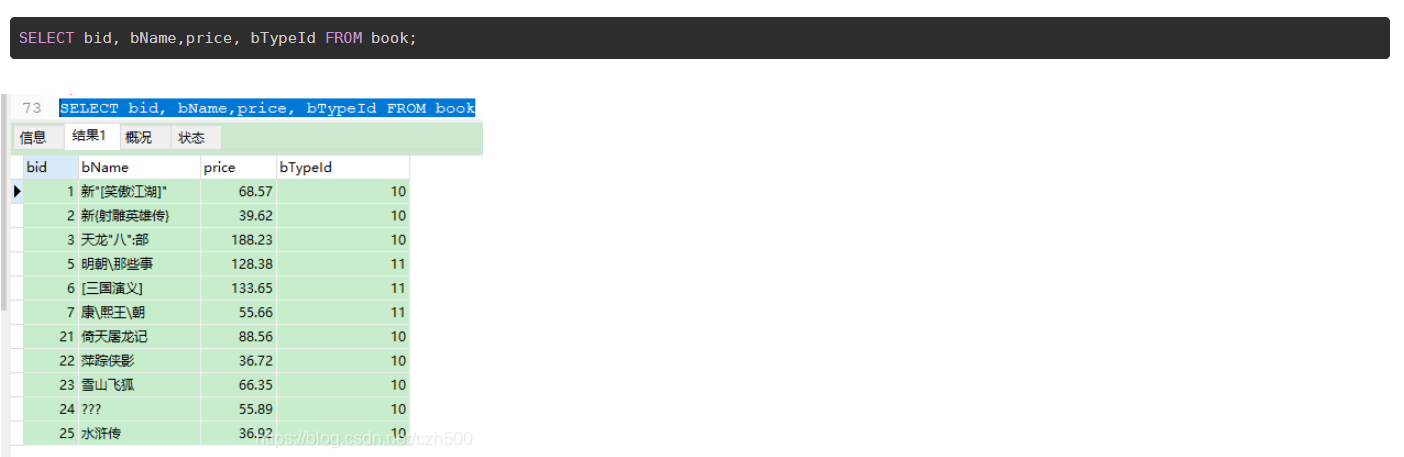 SELECT bid, bName,price, bTypeId FROM book;
73 SELECT bid, bName,price, bTypeId FROM book
信息 结果1 概况 状态
bid bName price bTypeId
1 新"[笑傲江湖]" 68.57 10
2 新{射雕英雄传} 39.62 10
3 天龙"八":部 188.23 10
5 明朝\那些事 128.38 11
6 [三国演义] 133.65 11
7 康\熙王\朝 55.66 11
21 倚天屠龙记 88.56 10
22 萍踪侠影 36.72 10
23 雪山飞狐 66.35 10
24 ??? 55.89 10
25 水浒传 36.92 10
https://blog.csdn.net/czh500